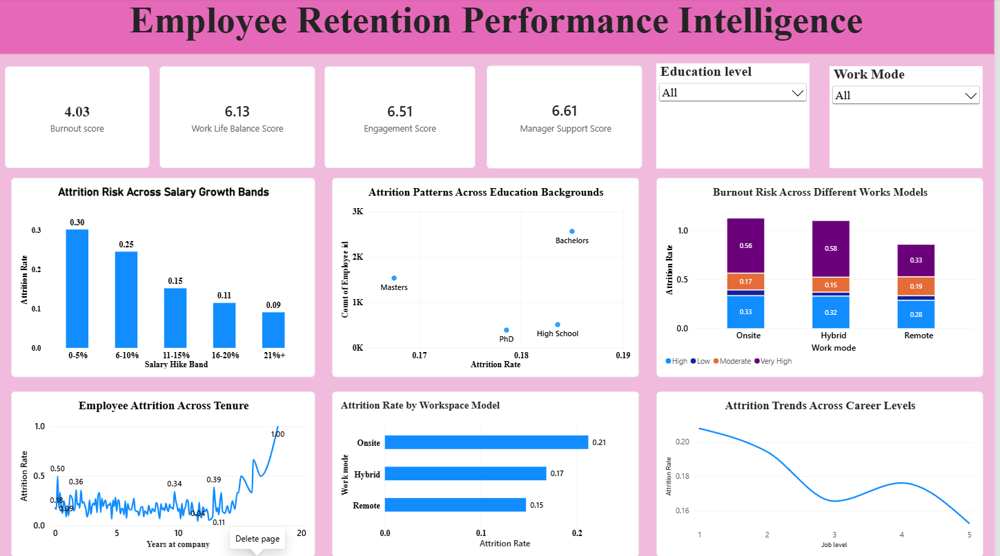 Employee Retention Performance Intelligence
4.03
Burnout score
6.13
Work Life Balance Score
6.51
Engagement Score
6.61
Manager Support Score
Education level
All
Work Mode
All
Attrition Risk Across Salary Growth Bands
Attrition Rate
0.3
0.2
0.1
0.0
0.30
0.25
0.15
0.11
0.09
0-5%
6-10%
11-15%
16-20%
21%+
Salary Hike Band
Attrition Patterns Across Education Backgrounds
Count of Employee id
3K
2K
1K
0K
Bachelors
Masters
PhD
High School
0.17
0.18
0.19
Attrition Rate
Burnout Risk Across Different Works Models
Attrition Rate
1.0
0.5
0.0
0.56
0.17
0.33
0.58
0.15
0.32
0.33
0.19
0.28
Onsite
Hybrid
Remote
Work mode
High
Low
Moderate
Very High
Employee Attrition Across Tenure
Attrition Rate
1.0
0.5
0.0
0.18
0.50
0.09
0.36
0.34
0.04
0.39
0.11
1.00
0
5
10
20
Years at company
Delete page
Attrition Rate by Workspace Model
Work mode
Onsite
0.21
Hybrid
0.17
Remote
0.15
0.0
0.1
0.2
Attrition Rate
Attrition Trends Across Career Levels
Attrition Rate
0.20
0.18
0.16
1
2
3
4
5
Job level